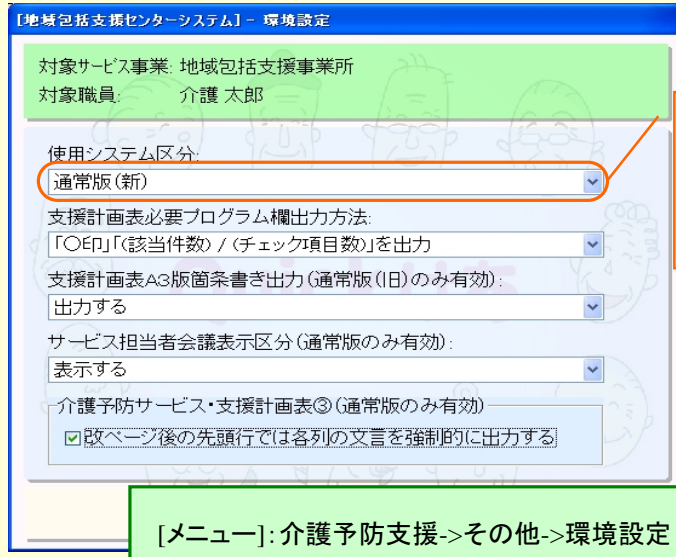 [地域包括支援センターシステム] - 環境設定
対象サービス事業: 地域包括支援事業所
対象職員: 介護 太郎
使用システム区分:
通常版(新)
支援計画表必要プログラム欄出力方法:
「○印」「(該当件数) / (チェック項目数)」を出力
支援計画表A3版箇条書き出力(通常版(旧)のみ有効):
出力する
サービス担当者会議表示区分(通常版のみ有効):
表示する
介護予防サービス・支援計画表③(通常版のみ有効)
改ページ後の先頭行では各列の文言を強制的に出力する
[メニュー]:介護予防支援->その他->環境設定